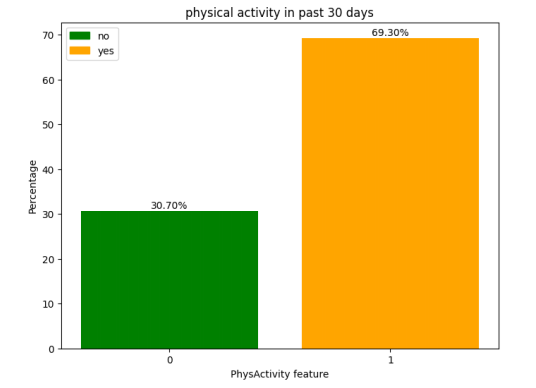 physical activity in past 30 days
no
yes
69.30%
30.70%
70
60
50
40
30
20
10
0
Percentage
0 1
PhysActivity feature